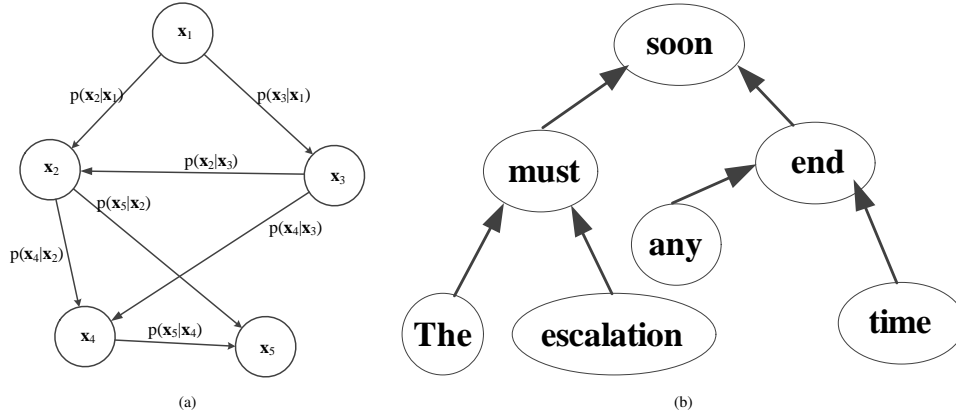 x₁
p(x₂|x₁)
p(x₃|x₁)
x₂
p(x₂|x₃)
x₃
p(x₅|x₂)
p(x₄|x₃)
p(x₄|x₂)
x₄
p(x₅|x₄)
x₅
(a)
soon
must
end
any
The
escalation
time
(b)